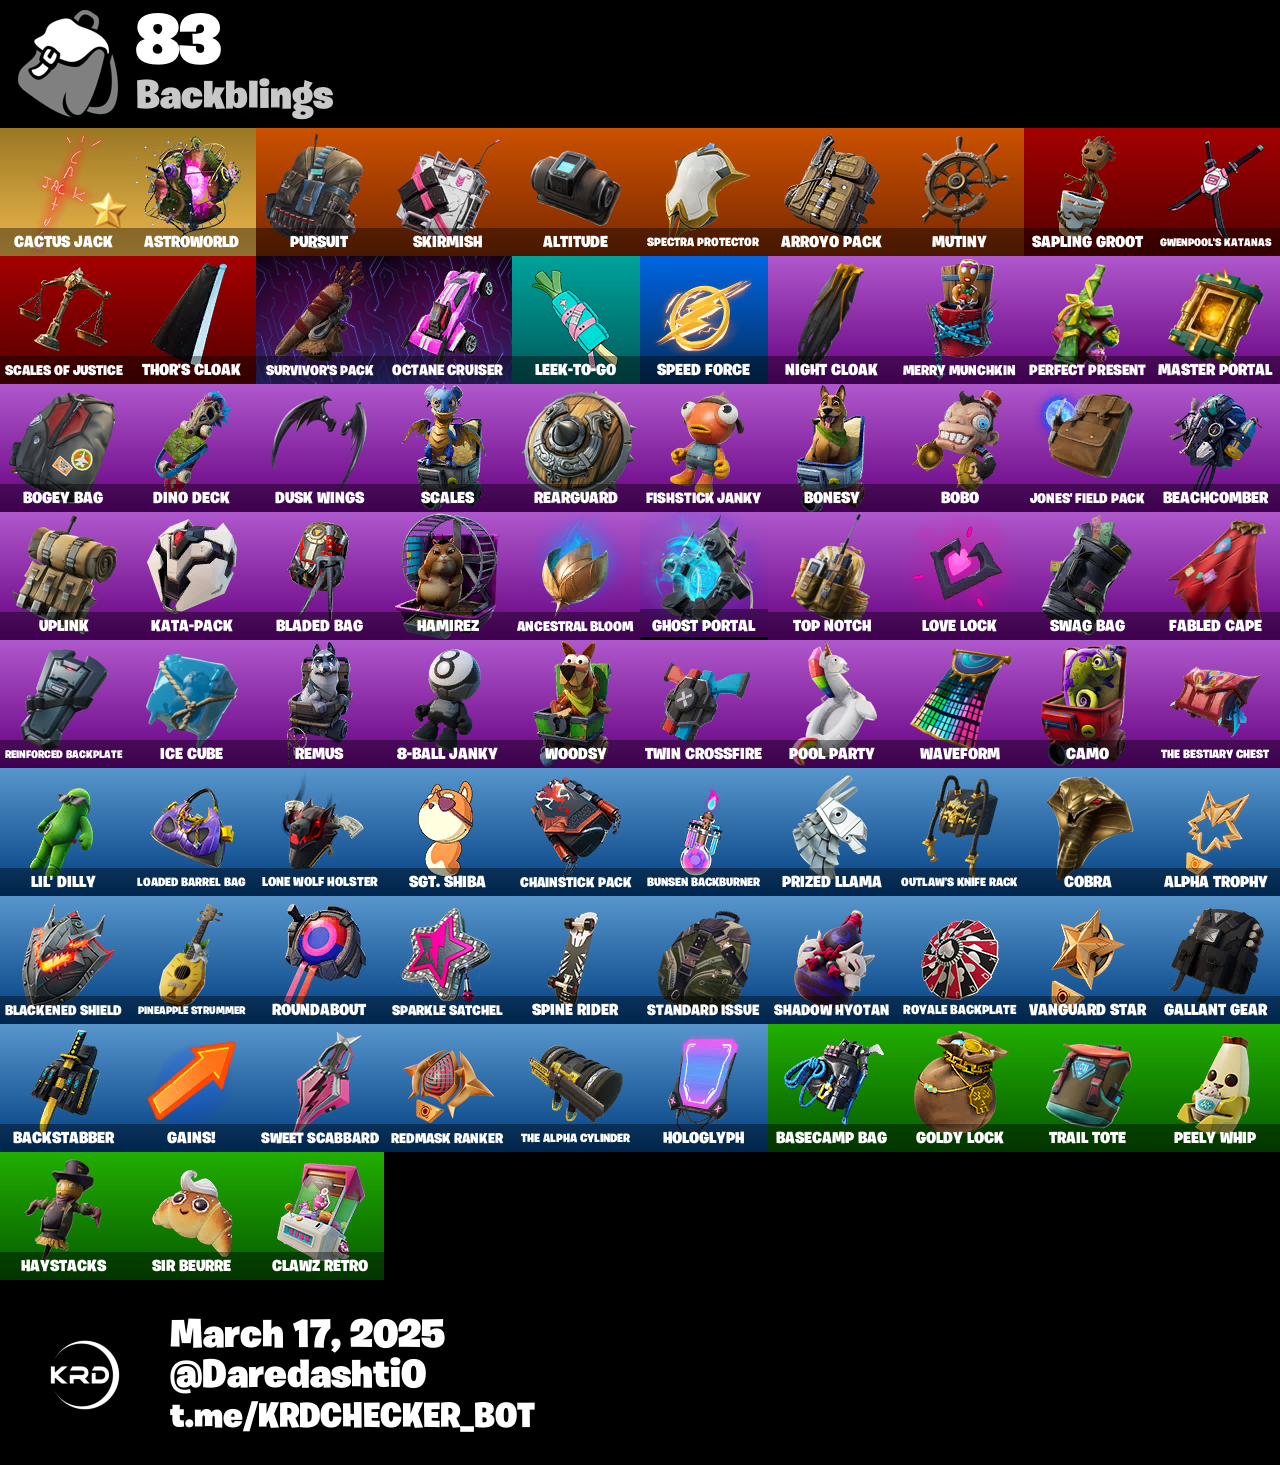 83
Backblings
CACTUS JACK
ASTROWORLD
PURSUIT
SKIRMISH
ALTITUDE
SPECTRA PROTECTOR
ARROYO PACK
MUTINY
SAPLING GROOT
GWENPOOL'S KATANAS
SCALES OF JUSTICE
THOR'S CLOAK
SURVIVOR'S PACK
OCTANE CRUISER
LEEK-TO-GO
SPEED FORCE
NIGHT CLOAK
MERRY MUNCHKIN
PERFECT PRESENT
MASTER PORTAL
BOGEY BAG
DINO DECK
DUSK WINGS
SCALES
REARGUARD
FISHSTICK JANKY
BONESY
BOBO
JONES' FIELD PACK
BEACHCOMBER
UPLINK
KATA-PACK
BLADED BAG
HAMIREZ
ANCESTRAL BLOOM
GHOST PORTAL
TOP NOTCH
LOVE LOCK
SWAG BAG
FABLED CAPE
REINFORCED BACKPLATE
ICE CUBE
REMUS
8-BALL JANKY
WOODSY
TWIN CROSSFIRE
POOL PARTY
WAVEFORM
CAMO
THE BESTIARY CHEST
LIL' DILLY
LOADED BARREL BAG
LONE WOLF HOLSTER
SGT. SHIBA
CHAINSTICK PACK
BUNSEN BACKBURNER
PRIZED LLAMA
OUTLAW'S KNIFE RACK
COBRA
ALPHA TROPHY
BLACKENED SHIELD
PINEAPPLE STRUMMER
ROUNDABOUT
SPARKLE SATCHEL
SPINE RIDER
STANDARD ISSUE
SHADOW HYOTAN
ROYALE BACKPLATE
VANGUARD STAR
GALLANT GEAR
BACKSTABBER
GAINS!
SWEET SCABBARD
REDMASK RANKER
THE ALPHA CYLINDER
HOLOGLYPH
BASECAMP BAG
GOLDY LOCK
TRAIL TOTE
PEELY WHIP
HAYSTACKS
SIR BEURRE
CLAWZ RETRO
KRD
March 17, 2025
@Daredashti0
t.me/KRDCHECKER_BOT